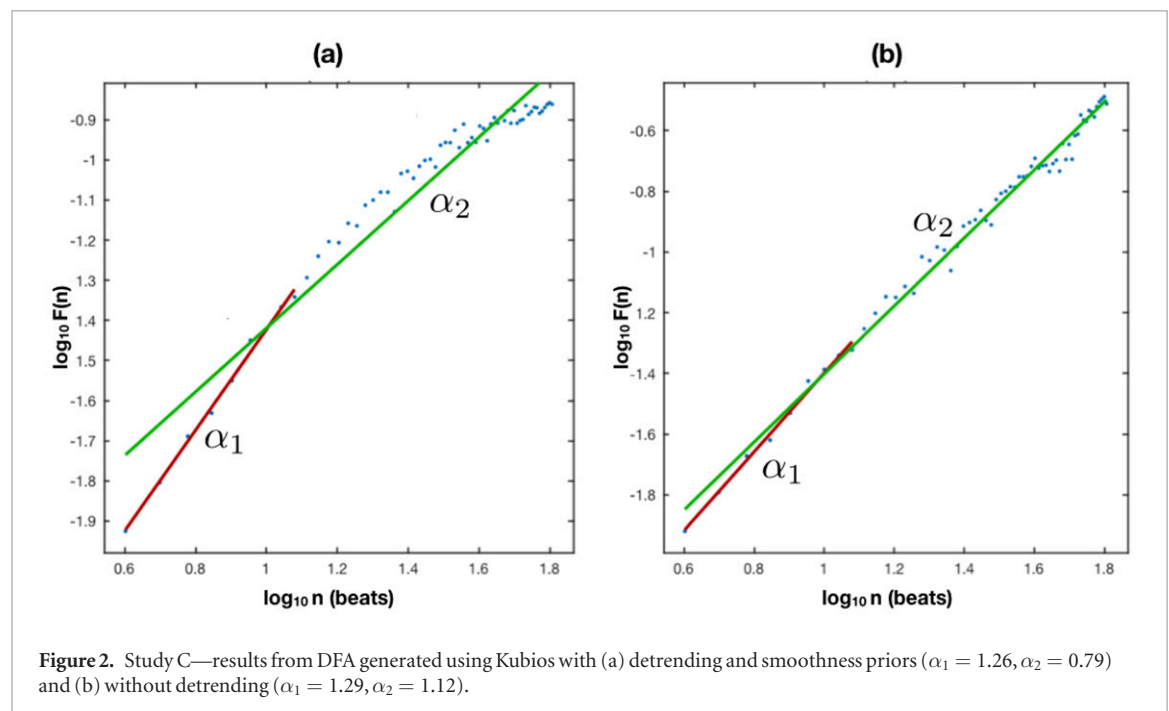 (a)
-0.9
-1
-1.1
-1.2
1.3
1.4
1.5
-1.6
-1.7
-1.8
-1.9
log₁₀ F(n)
α₂
α₁
0.6 0.8 1 1.2 1.4 1.6 1.8
log₁₀ n (beats)
(b)
-0.6
-0.8
-1
1.2
-1.4
-1.6
-1.8
log₁₀ F(n)
α₂
α₁
0.6 0.8 1 1.2 1.4 1.6 1.8
log₁₀ n (beats)
Figure 2. Study C—results from DFA generated using Kubios with (a) detrending and smoothness priors (α₁ = 1.26, α₂ = 0.79)
and (b) without detrending (α₁ = 1.29, α₂ = 1.12).